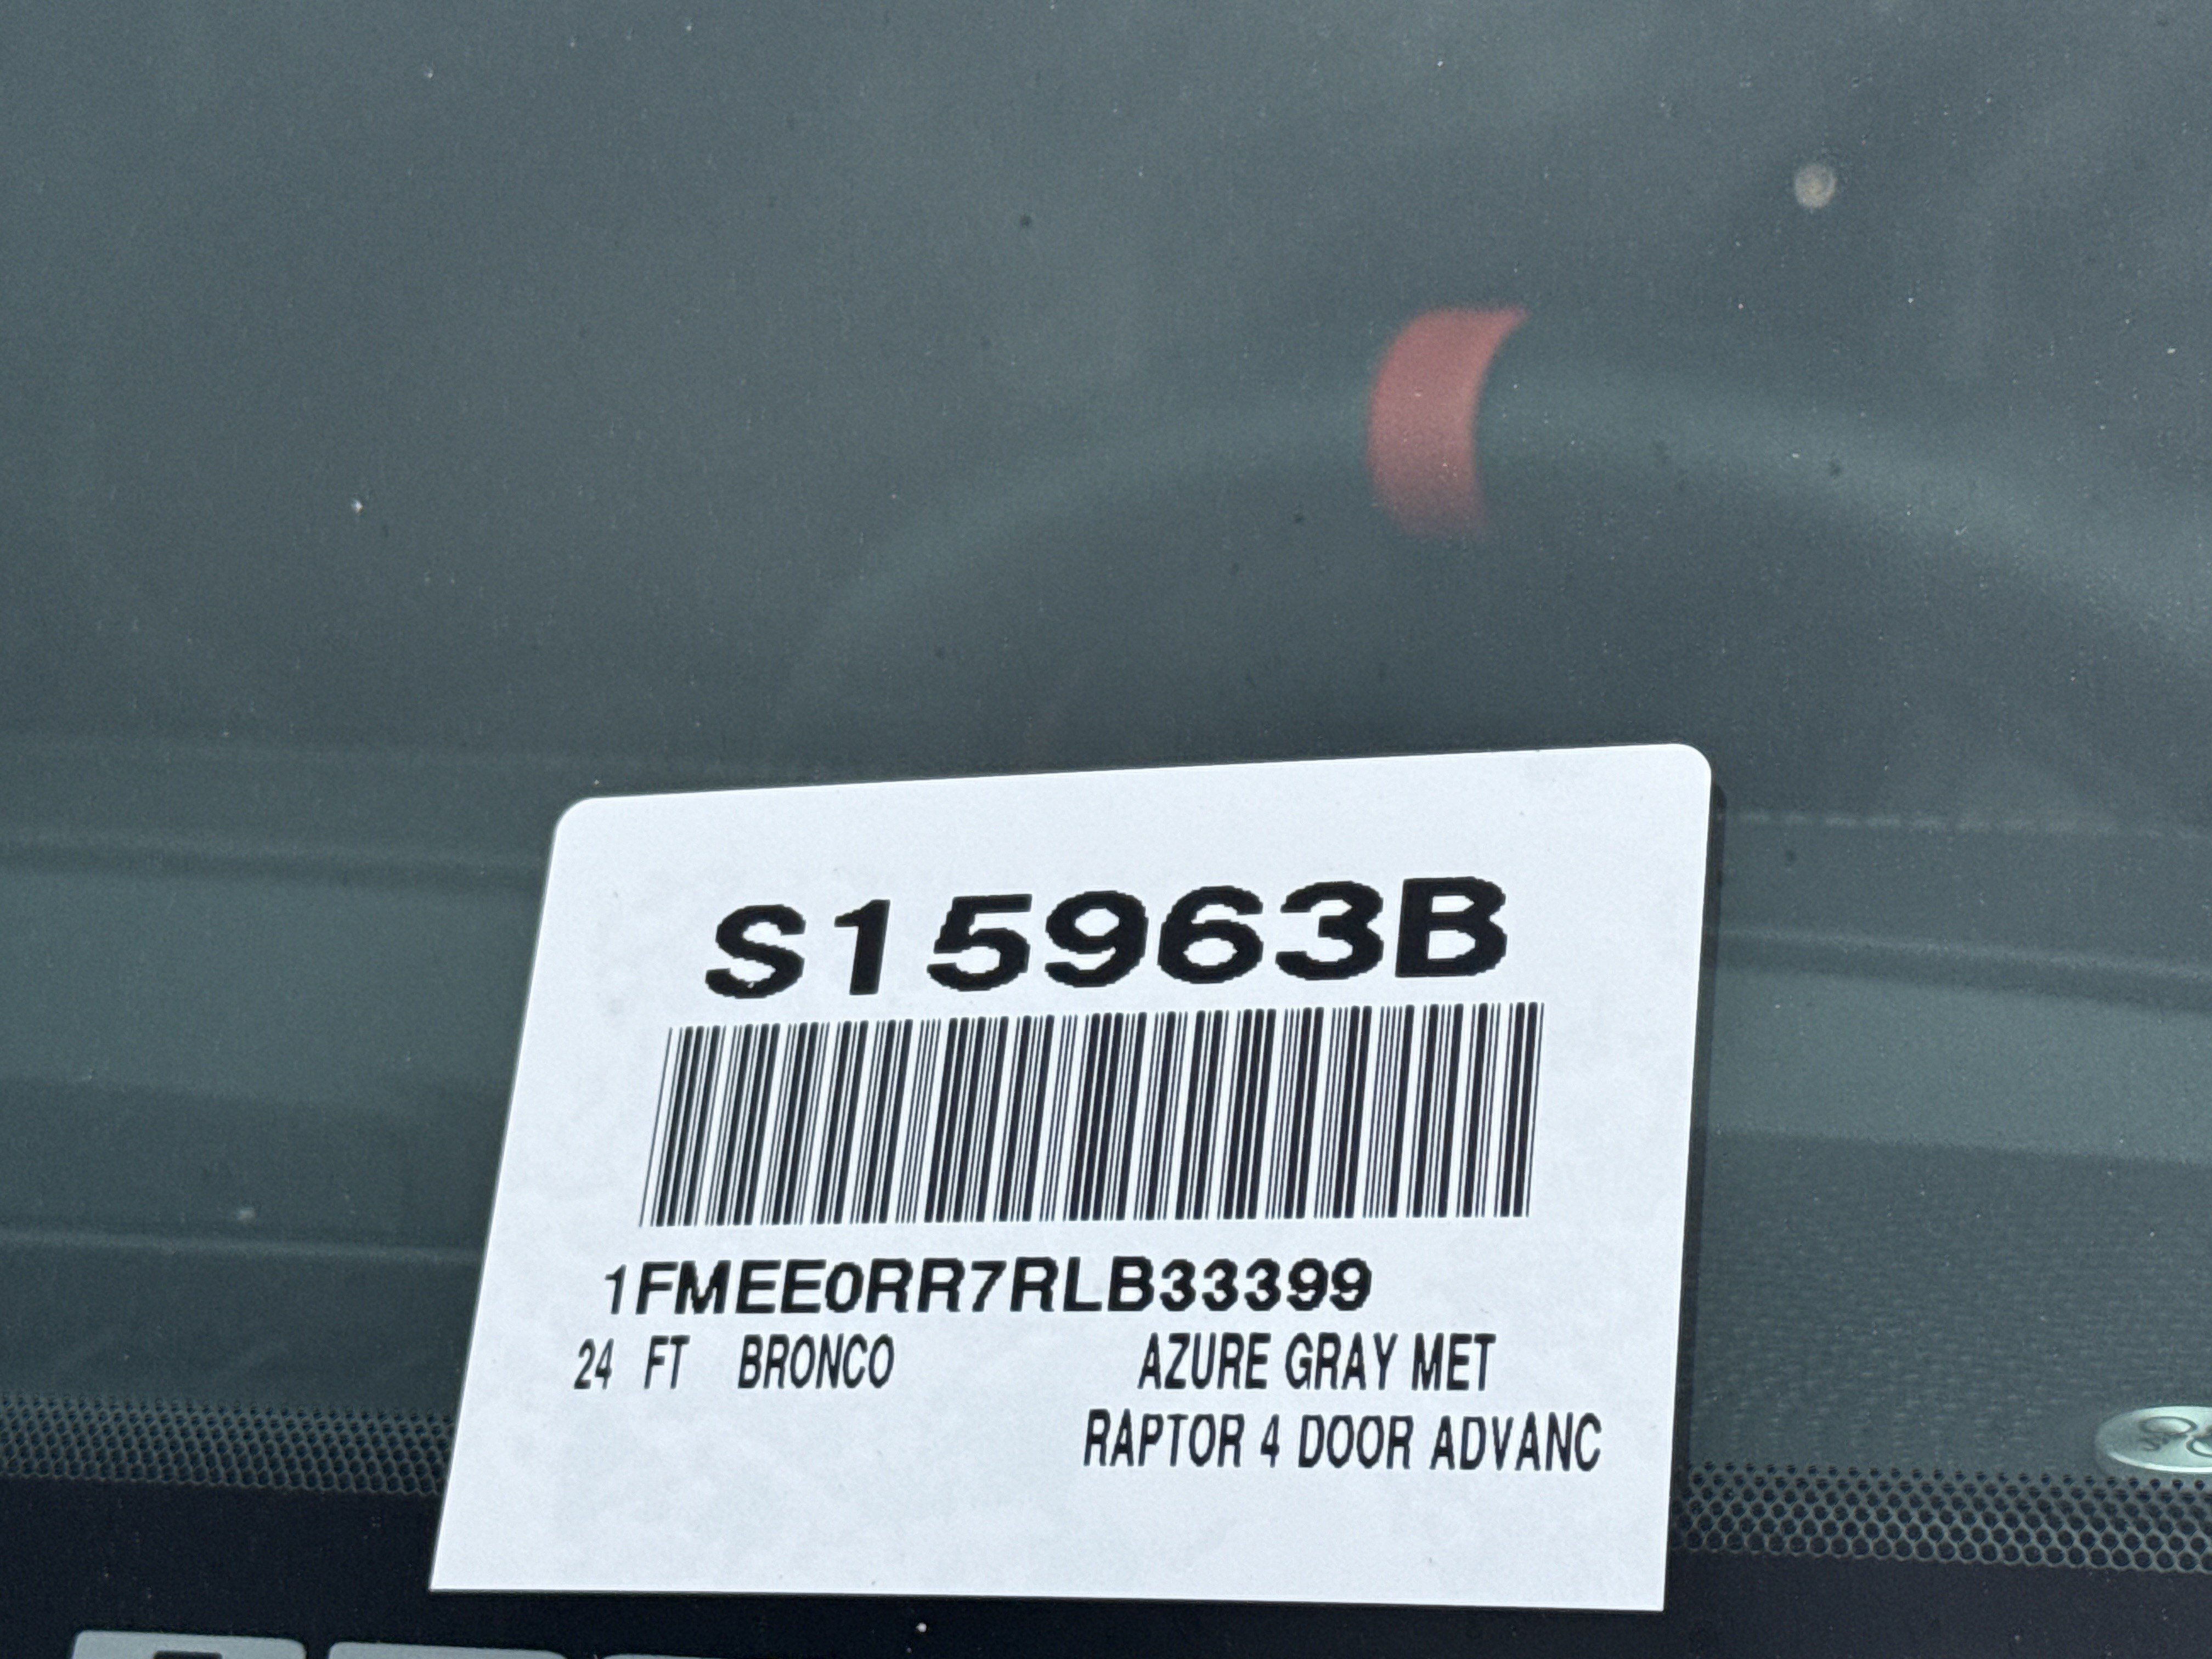 S15963B
1FMEE0RR7RLB33399
24 FT BRONCO AZURE GRAY MET
RAPTOR 4 DOOR ADVANC